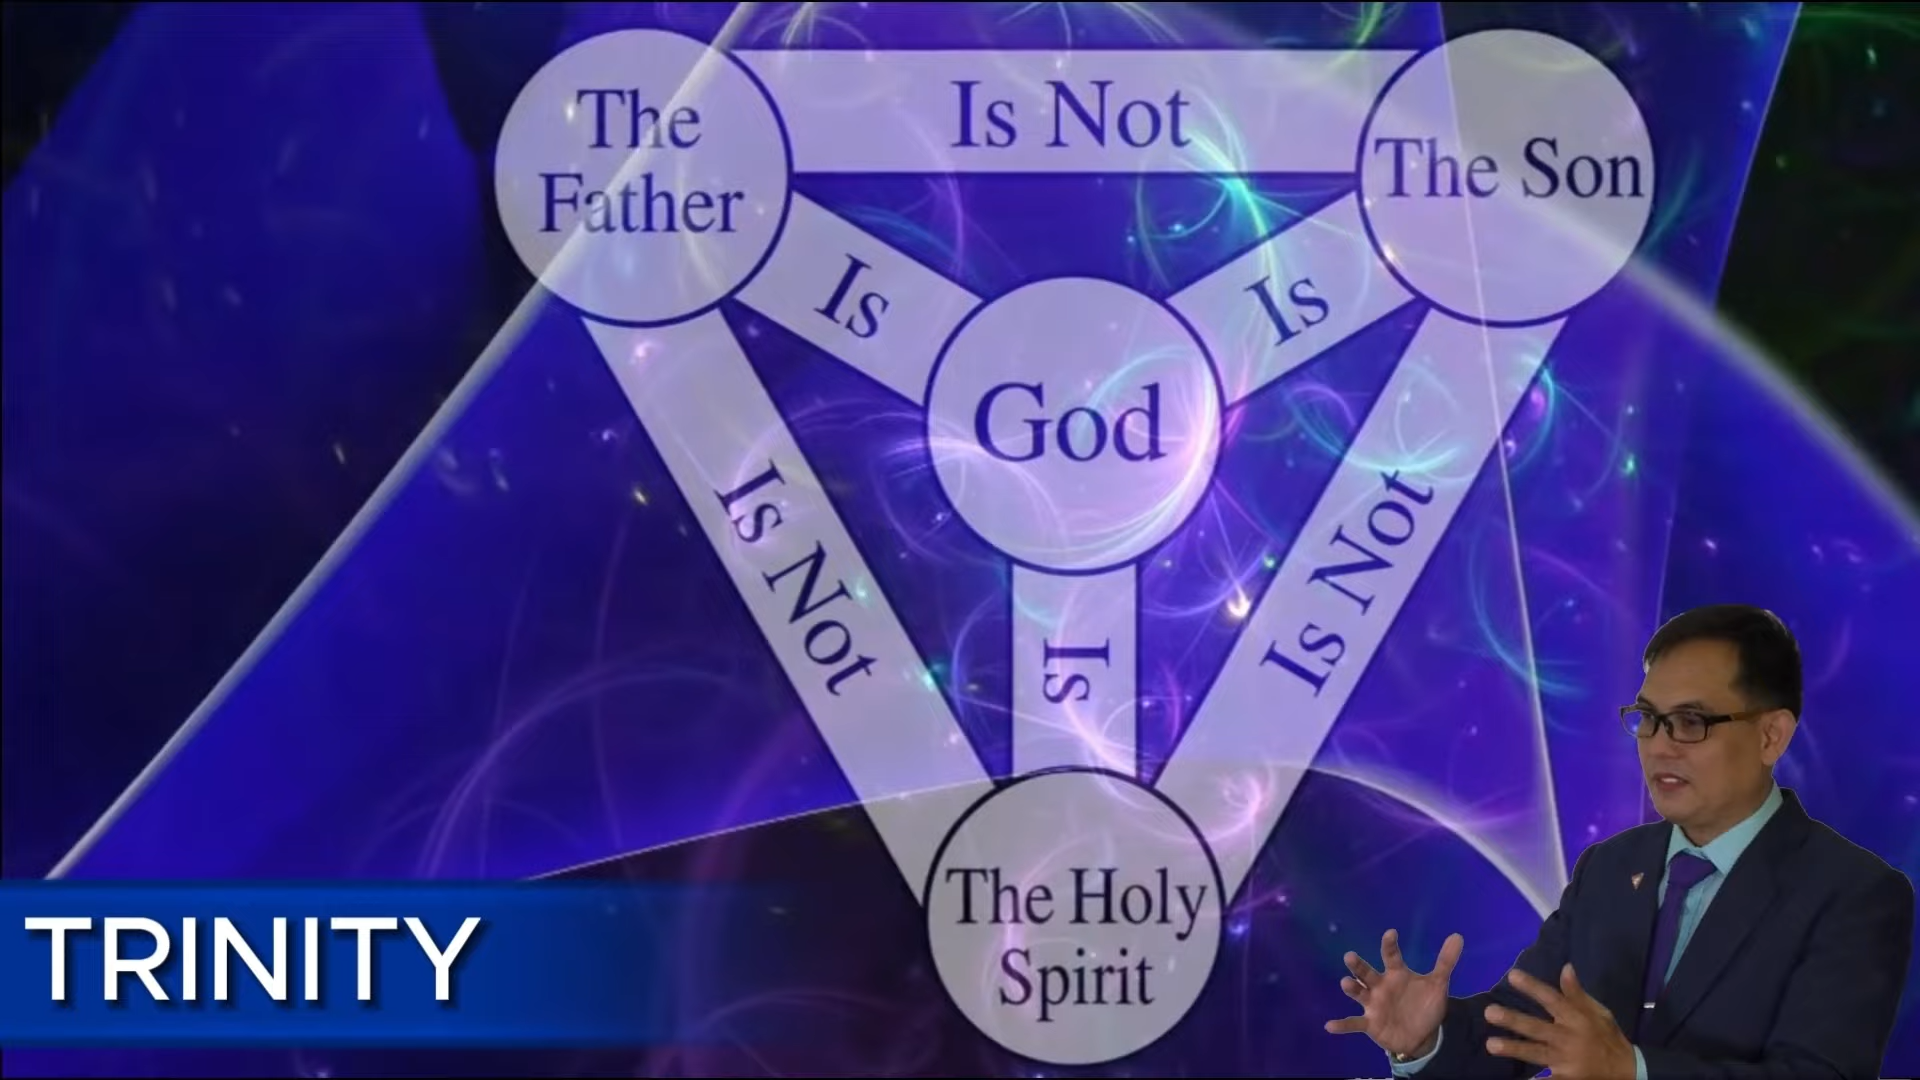 The
Father
Is Not
The Son
Is
Is
God
Is Not
Is
Is Not
The Holy
Spirit
TRINITY